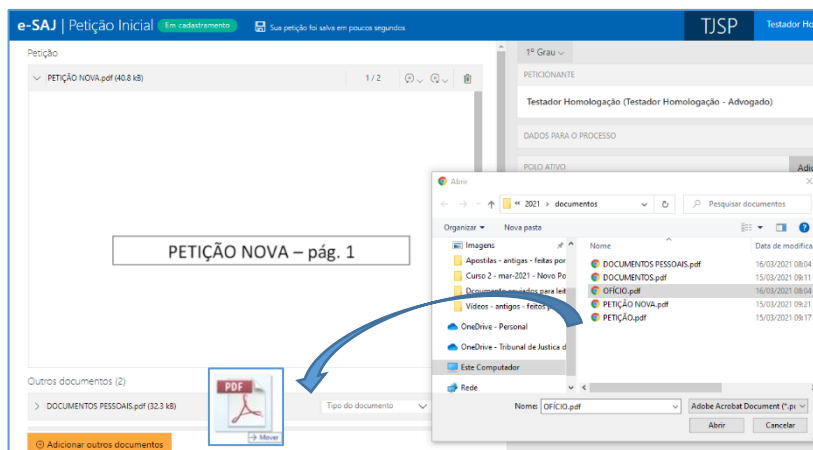 e-SAJ | Petição Inicial Em cadastramento Sua petição foi salva em poucos segundos TJSP Testador Ho
Petição
PETIÇÃO NOVA.pdf (40.8 kB) 1 / 2
PETIÇÃO NOVA – pág. 1
Outros documentos (2)
DOCUMENTOS PESSOAIS.pdf (32.3 kB) Tipo do documento
PDF
Mover
Adicionar outros documentos
1º Grau
PETICIONANTE
Testador Homologação (Testador Homologação - Advogado)
DADOS PARA O PROCESSO
POLO ATIVO Adic
Abrir
« 2021 › documentos Pesquisar documentos
Organizar Nova pasta
Nome Data de modifica
Imagens
Apostilas - antigas - feitas por
Curso 2 - mar-2021 - Novo Po
Documento enviados para leit
Vídeos - antigos - feitos
OneDrive - Personal
OneDrive - Tribunal de Justica d
Este Computador
Rede
DOCUMENTOS PESSOAIS.pdf 16/03/2021 08:04
DOCUMENTOS.pdf 15/03/2021 09:11
OFÍCIO.pdf 16/03/2021 08:04
PETIÇÃO NOVA.pdf 15/03/2021 09:21
PETIÇÃO.pdf 15/03/2021 09:17
Nome: OFÍCIO.pdf Adobe Acrobat Document (*.pc
Abrir Cancelar